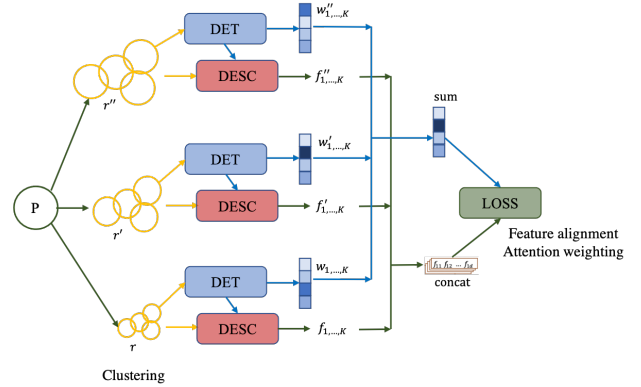 DET
w''₁,...,K
DESC
f''₁,...,K
r''
sum
DET
w'₁,...,K
P
DESC
f'₁,...,K
r'
LOSS
Feature alignment
Attention weighting
DET
w₁,...,K
f₁₁ f₁₂ ...
concat
DESC
f₁,...,K
r
Clustering